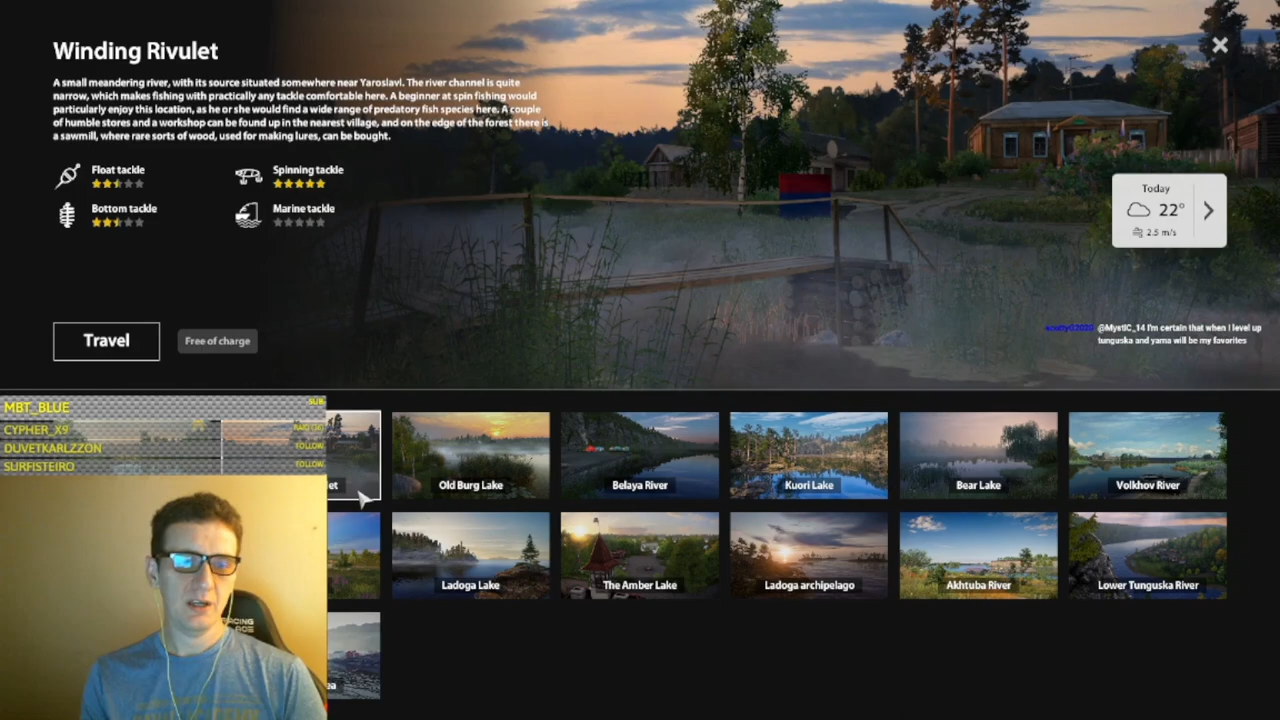 Winding Rivulet
A small meandering river, with its source situated somewhere near Yaroslavl. The river channel is quite
narrow, which makes fishing with practically any tackle comfortable here. A beginner at spin fishing would
particularly enjoy this location, as he or she would find a wide range of predatory fish species here. A couple
of humble stores and a workshop can be found up in the nearest village, and on the edge of the forest there is
a sawmill, where rare sorts of wood, used for making lures, can be bought.
Float tackle
Spinning tackle
Bottom tackle
Marine tackle
Today
22°
2.5 m/s
Travel
Free of charge
@MystIC_14 I'm certain that when I level up
tunguska and yama will be my favorites
MBT_BLUE
SUB
CYPHER_X9
DUVETKARLZZON
FOLLOW
SURFISTEIRO
FOLLOW
let
Old Burg Lake
Belaya River
Kuori Lake
Bear Lake
Volkhov River
Ladoga Lake
The Amber Lake
Ladoga archipelago
Akhtuba River
Lower Tunguska River
ea